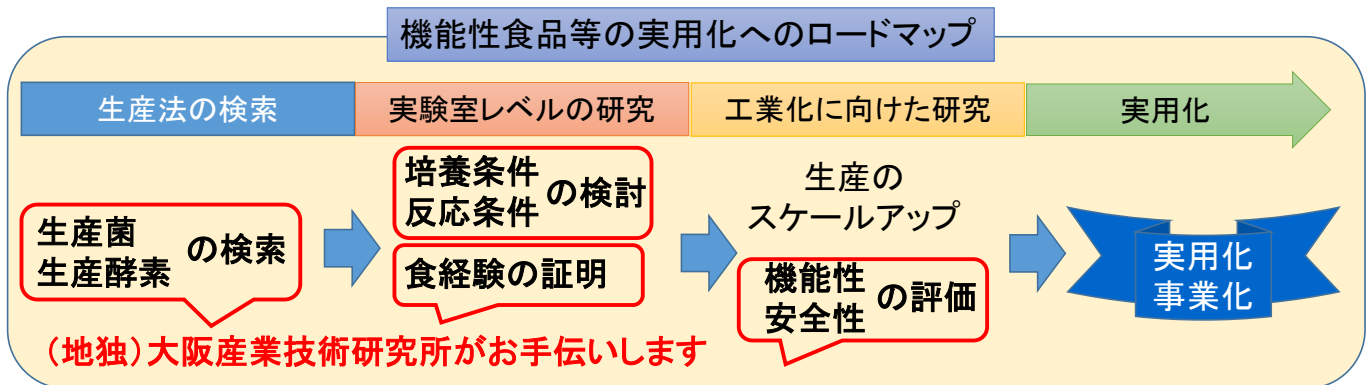 機能性食品等の実用化へのロードマップ
生産法の検索
実験室レベルの研究
工業化に向けた研究
実用化
生産菌
生産酵素
の検索
培養条件
反応条件
の検討
食経験の証明
生産の
スケールアップ
機能性
安全性
の評価
実用化
事業化
（地独）大阪産業技術研究所がお手伝いします